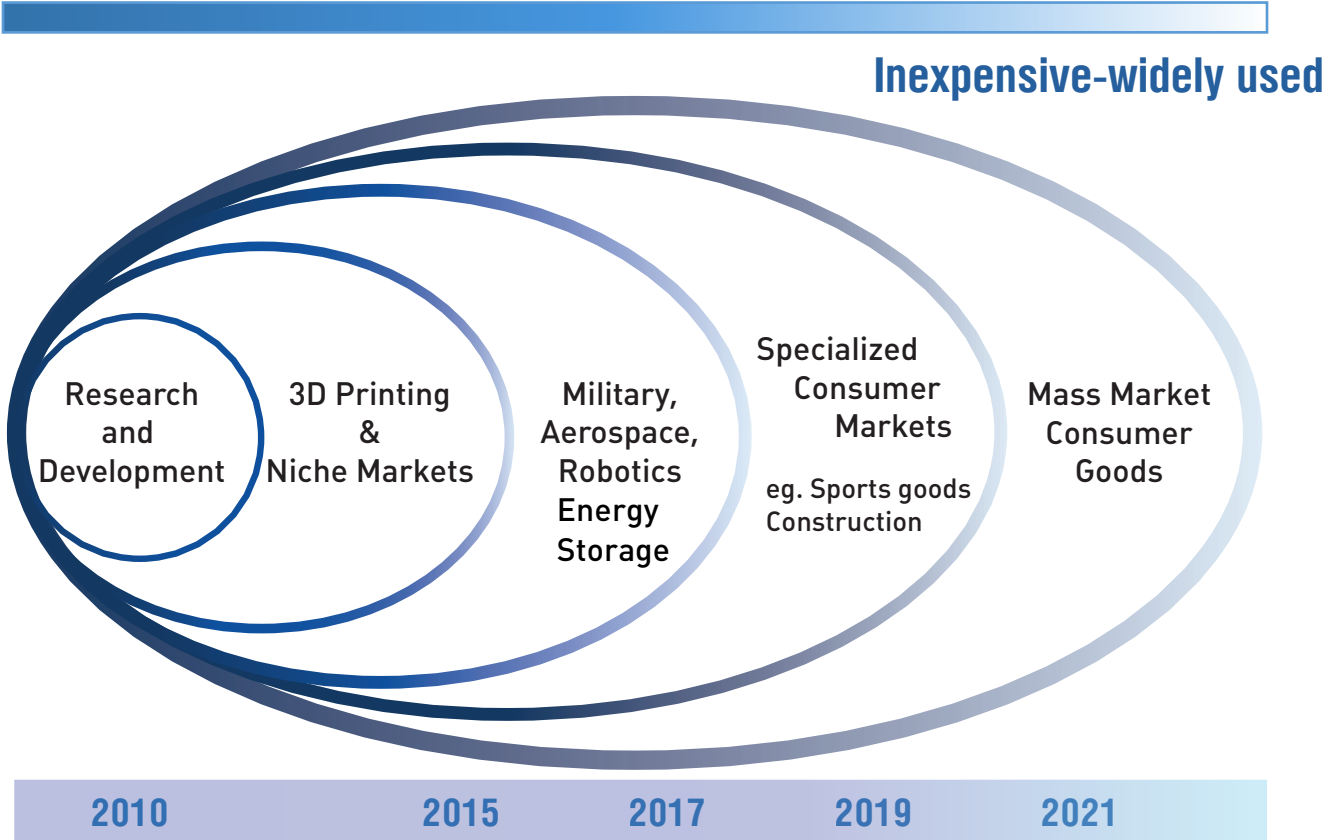 Inexpensive-widely used
Research
and
Development
3D Printing
&
Niche Markets
Military,
Aerospace,
Robotics
Energy
Storage
Specialized
Consumer
Markets
eg. Sports goods
Construction
Mass Market
Consumer
Goods
2010
2015
2017
2019
2021